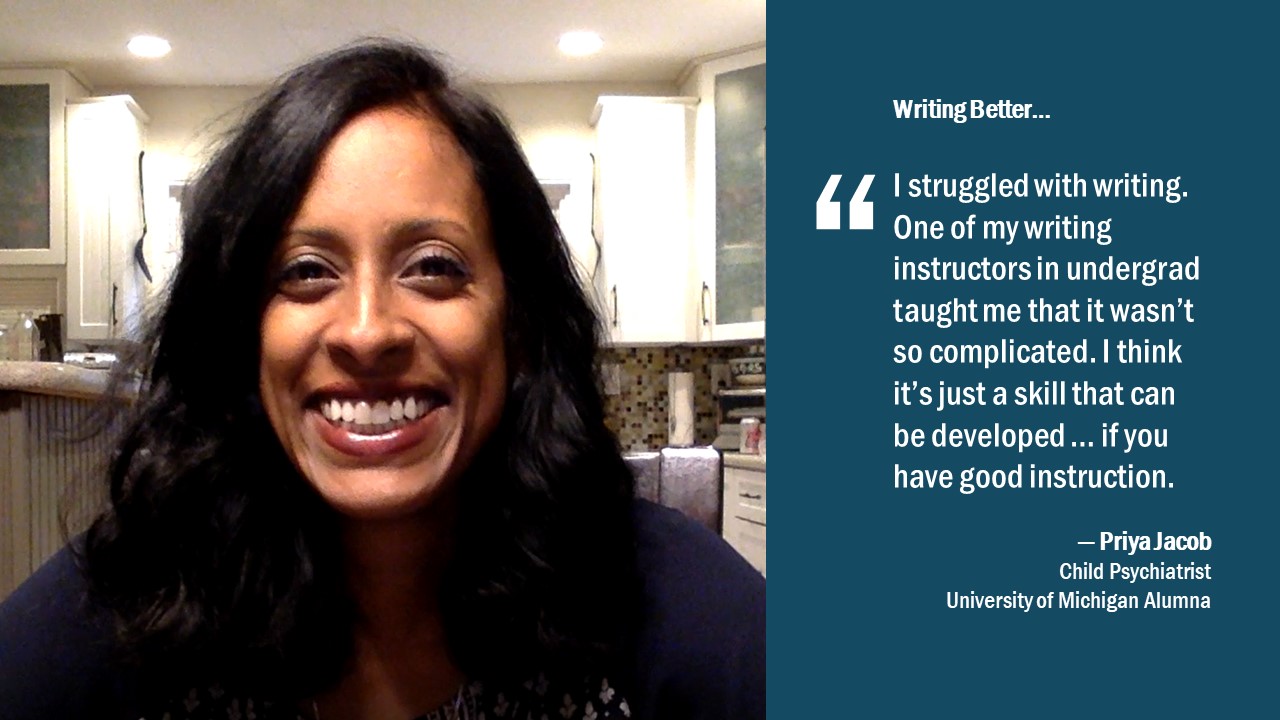 Writing Better...
“
I struggled with writing.
One of my writing
instructors in undergrad
taught me that it wasn’t
so complicated. I think
it’s just a skill that can
be developed ... if you
have good instruction.
— Priya Jacob
Child Psychiatrist
University of Michigan Alumna